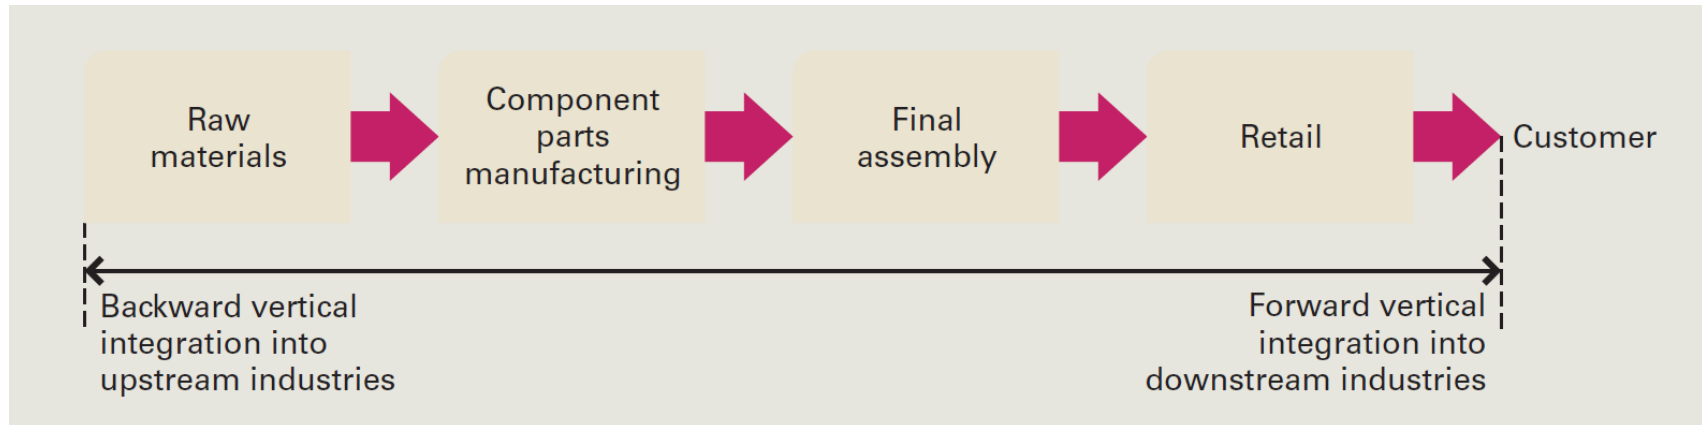 Raw
materials
Component
parts
manufacturing
Final
assembly
Retail
Customer
Backward vertical
integration into
upstream industries
Forward vertical
integration into
downstream industries